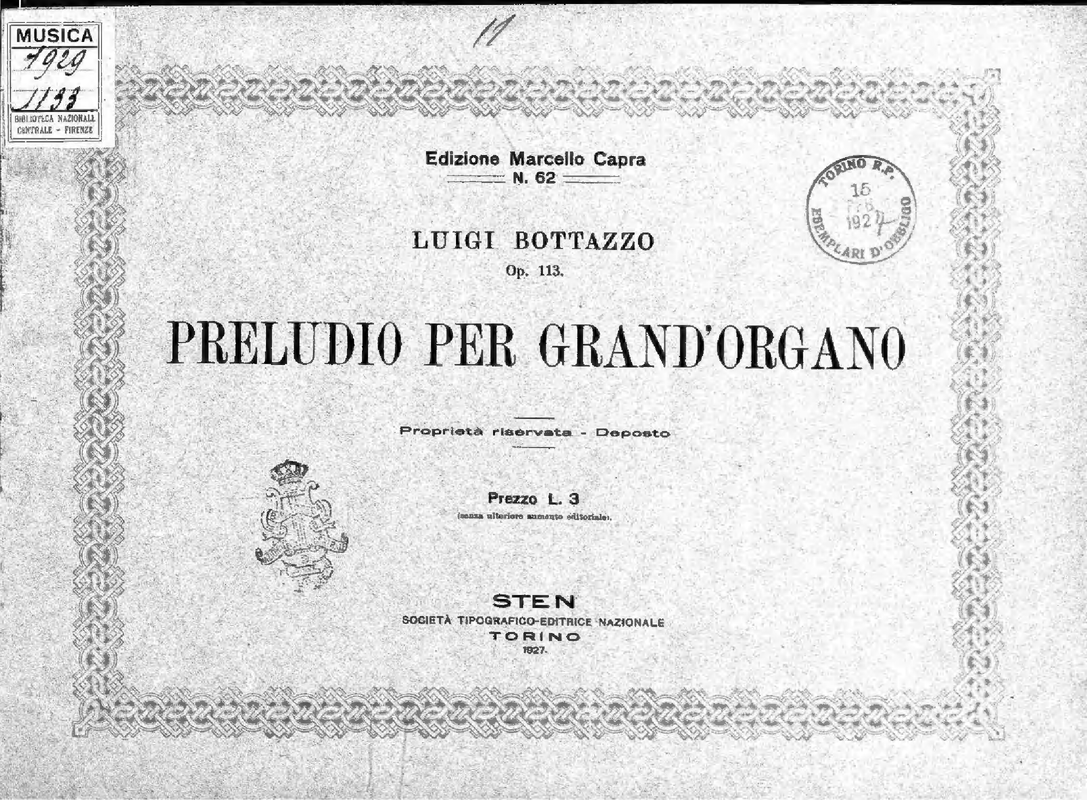 11
MUSICA
1929
1133
BIBLIOTECA NAZIONALE
CENTRALE - FIRENZE
Edizione Marcello Capra
N. 62
TORINO R.P.
15
FEB
1927
ESEMPLARI D'OBBLIGO
LUIGI BOTTAZZO
Op. 113.
PRELUDIO PER GRAND'ORGANO
Proprietà riservata - Deposto
Prezzo L. 3
(senza ulteriore aumento editoriale).
STEN
SOCIETÀ TIPOGRAFICO-EDITRICE NAZIONALE
TORINO
1927.